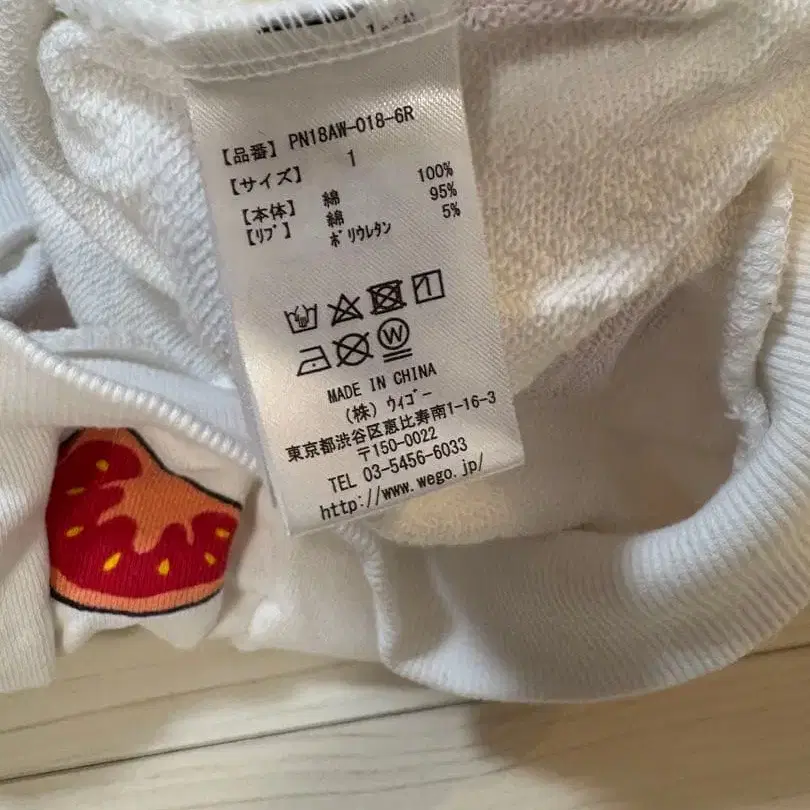 【品番】 PN18AW-018-6R
【サイズ】 1
【本体】 綿 100%
【リブ】 綿 95%
ポリウレタン 5%
W
MADE IN CHINA
(株) ウィゴー
東京都渋谷区恵比寿南1-16-3
〒150-0022
TEL 03-5456-6033
http://www.wego.jp/